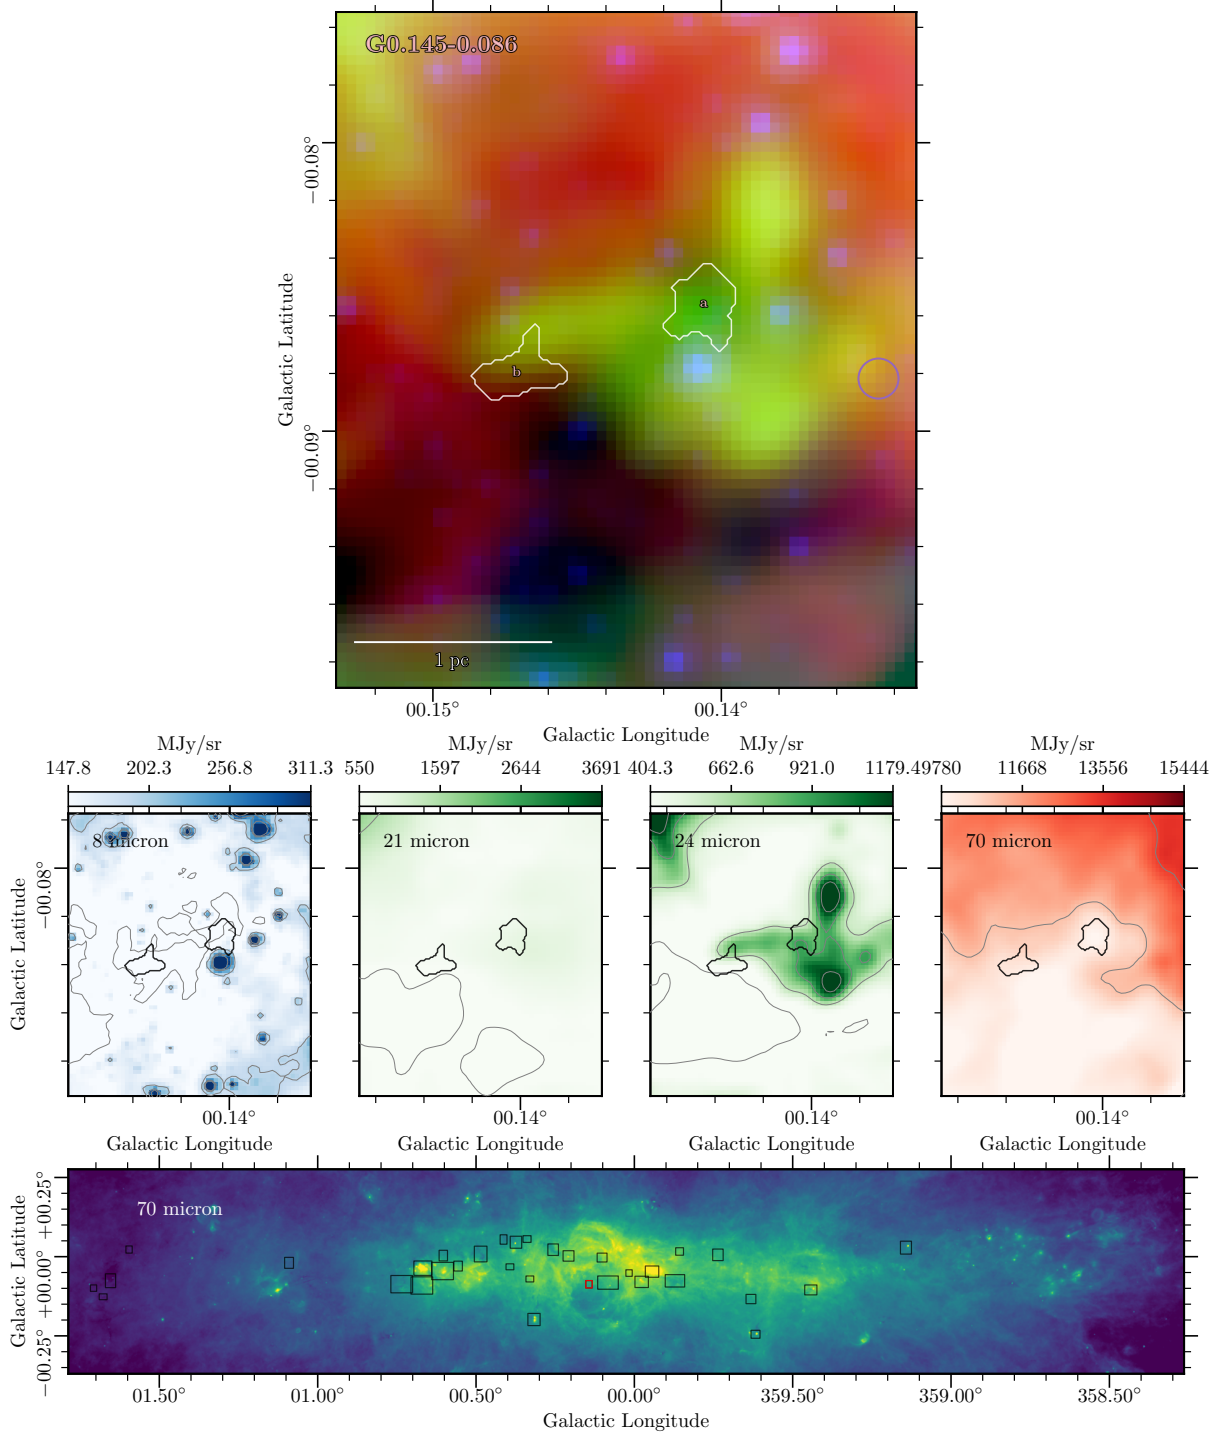 G0.145-0.086
−00.08°
−00.09°
Galactic Latitude
a
b
1 pc
00.15° 00.14°
Galactic Longitude
MJy/sr MJy/sr MJy/sr MJy/sr
147.8 202.3 256.8 311.3 550 1597 2644 3691 404.3 662.6 921.0 1179.4 9780 11668 13556 15444
8 micron 21 micron 24 micron 70 micron
−00.08°
Galactic Latitude
00.14° 00.14° 00.14° 00.14°
Galactic Longitude Galactic Longitude Galactic Longitude Galactic Longitude
70 micron
+00.25°
+00.00°
−00.25°
Galactic Latitude
01.50° 01.00° 00.50° 00.00° 359.50° 359.00° 358.50°
Galactic Longitude